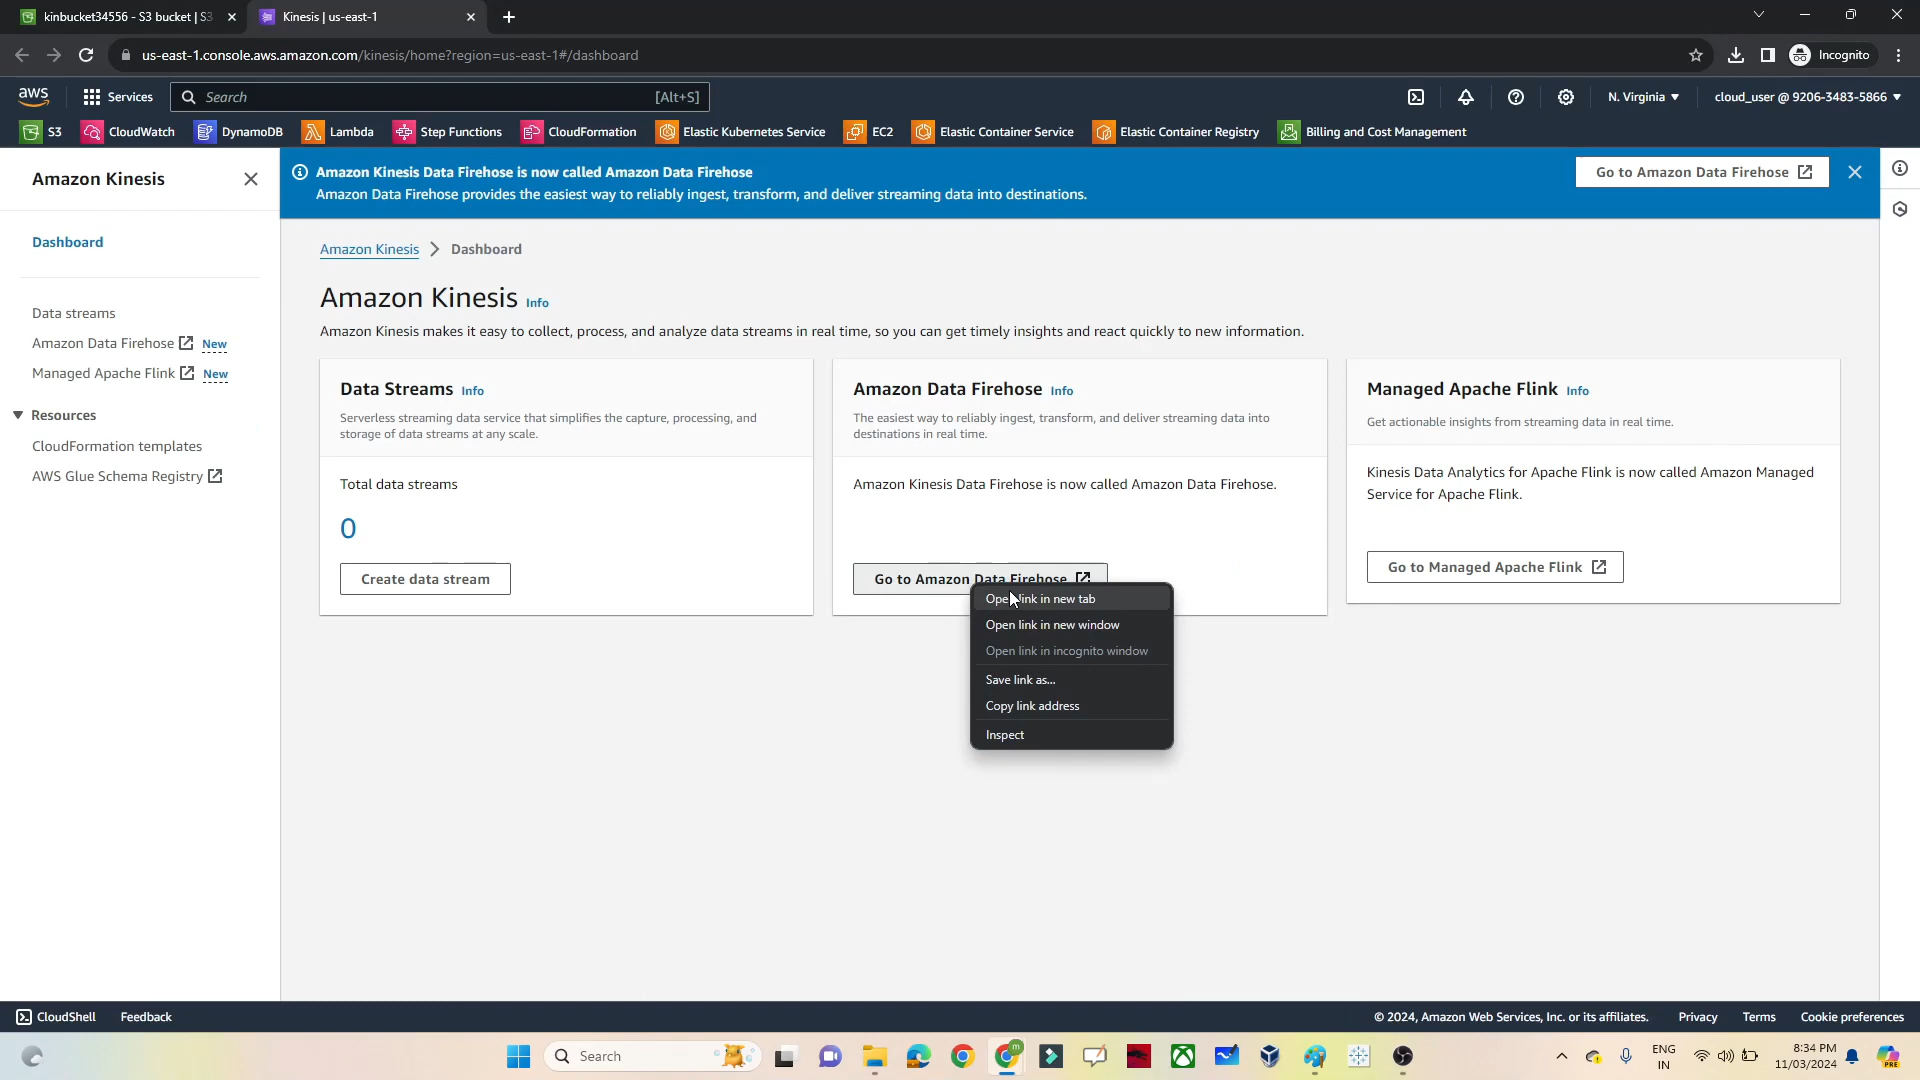 kinbucket34556 - S3 bucket | S3
Kinesis | us-east-1
us-east-1.console.aws.amazon.com/kinesis/home?region=us-east-1#/dashboard
Incognito
aws
Services
Search
[Alt+S]
N. Virginia
cloud_user @ 9206-3483-5866
S3
CloudWatch
DynamoDB
Lambda
Step Functions
CloudFormation
Elastic Kubernetes Service
EC2
Elastic Container Service
Elastic Container Registry
Billing and Cost Management
Amazon Kinesis
Dashboard
Data streams
Amazon Data Firehose New
Managed Apache Flink New
Resources
CloudFormation templates
AWS Glue Schema Registry
Amazon Kinesis Data Firehose is now called Amazon Data Firehose
Amazon Data Firehose provides the easiest way to reliably ingest, transform, and deliver streaming data into destinations.
Go to Amazon Data Firehose
Amazon Kinesis
Dashboard
Amazon Kinesis Info
Amazon Kinesis makes it easy to collect, process, and analyze data streams in real time, so you can get timely insights and react quickly to new information.
Data Streams Info
Serverless streaming data service that simplifies the capture, processing, and
storage of data streams at any scale.
Total data streams
0
Create data stream
Amazon Data Firehose Info
The easiest way to reliably ingest, transform, and deliver streaming data into
destinations in real time.
Amazon Kinesis Data Firehose is now called Amazon Data Firehose.
Go to Amazon Data Firehose
Open link in new tab
Open link in new window
Open link in incognito window
Save link as...
Copy link address
Inspect
Managed Apache Flink Info
Get actionable insights from streaming data in real time.
Kinesis Data Analytics for Apache Flink is now called Amazon Managed
Service for Apache Flink.
Go to Managed Apache Flink
CloudShell
Feedback
© 2024, Amazon Web Services, Inc. or its affiliates.
Privacy
Terms
Cookie preferences
Search
m
ENG
IN
8:34 PM
11/03/2024
PRE